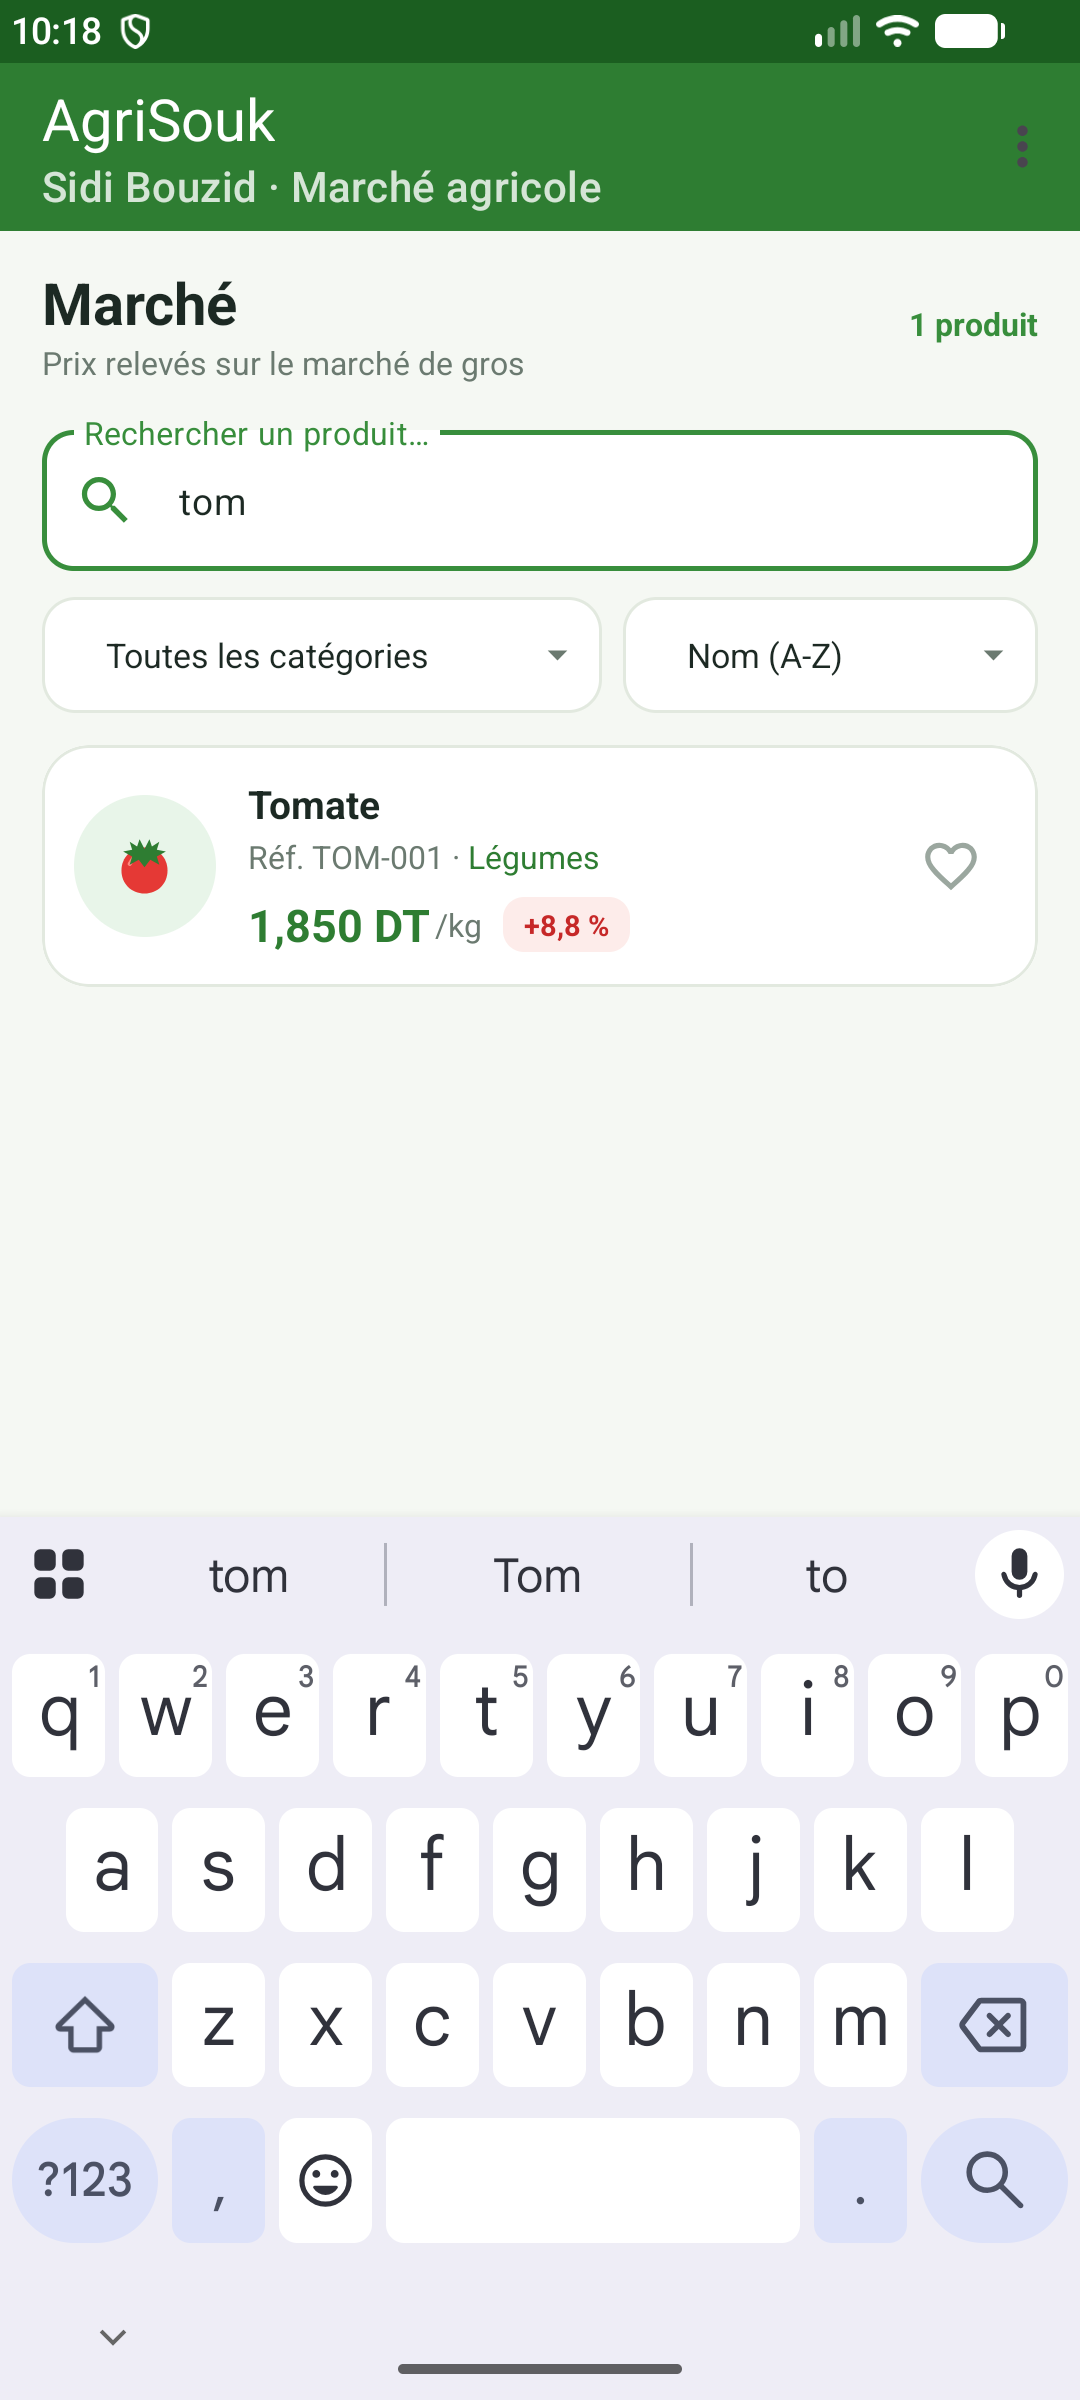 10:18
AgriSouk
Sidi Bouzid · Marché agricole
Marché
1 produit
Prix relevés sur le marché de gros
Rechercher un produit…
tom
Toutes les catégories
Nom (A-Z)
Tomate
Réf. TOM-001 · Légumes
1,850 DT /kg +8,8 %
tom Tom to
q1 w2 e3 r4 t5 y6 u7 i8 o9 p0
a s d f g h j k l
z x c v b n m
?123 , .